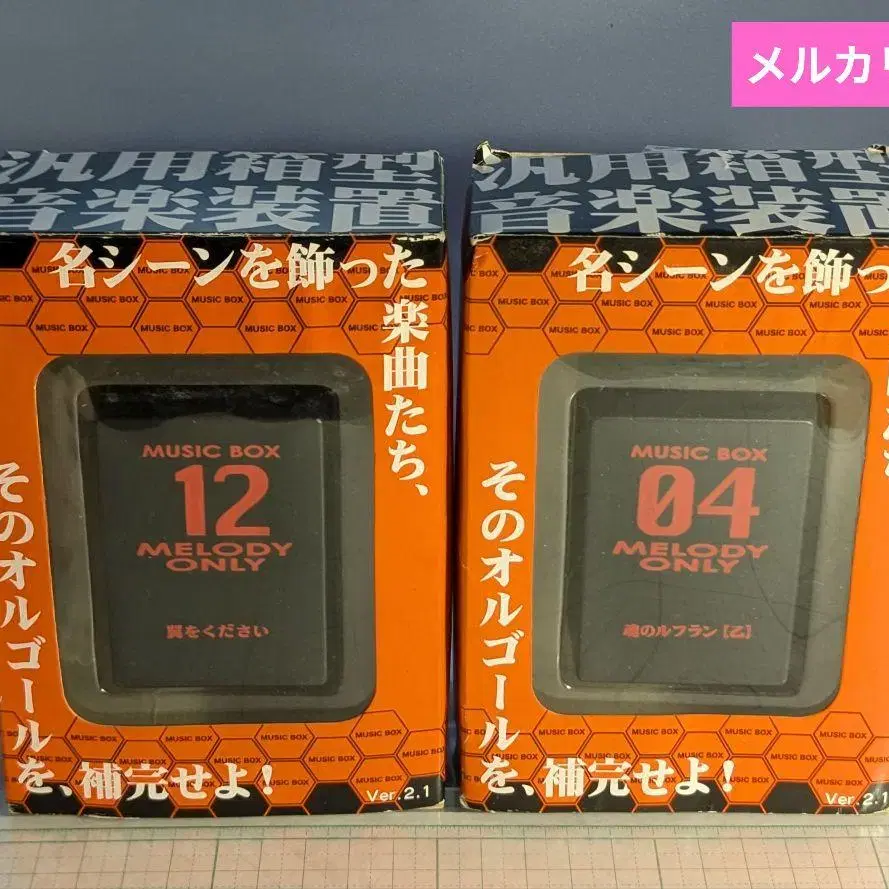 メルカリ
汎用箱型
音楽装置
名シーンを飾った
楽曲たち、
そのオルゴールを、補完せよ!
MUSIC BOX
12
MELODY
ONLY
翼をください
Ver.2.1
汎用箱型
音楽装置
名シーンを飾っ
そのオルゴールを、補完せよ!
MUSIC BOX
04
MELODY
ONLY
魂のルフラン【乙】
Ver.2.1
MUSIC BOX